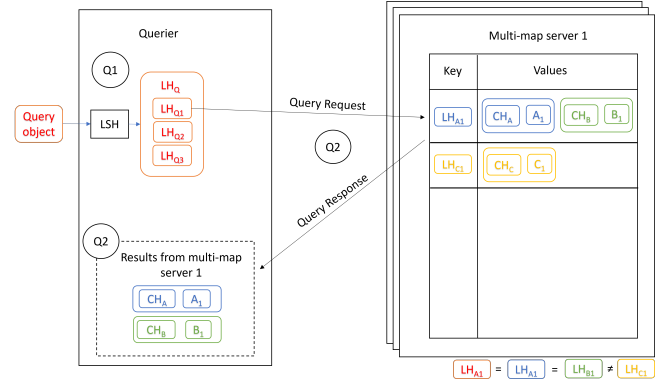 Querier
Q1
Query
object
LSH
LH_Q
LH_Q1
LH_Q2
LH_Q3
Query Request
Q2
Query Response
Q2
Results from multi-map
server 1
CH_A A_1
CH_B B_1
Multi-map server 1
Key Values
LH_A1 CH_A A_1 CH_B B_1
LH_C1 CH_C C_1
LH_A1 = LH_A1 = LH_B1 ≠ LH_C1